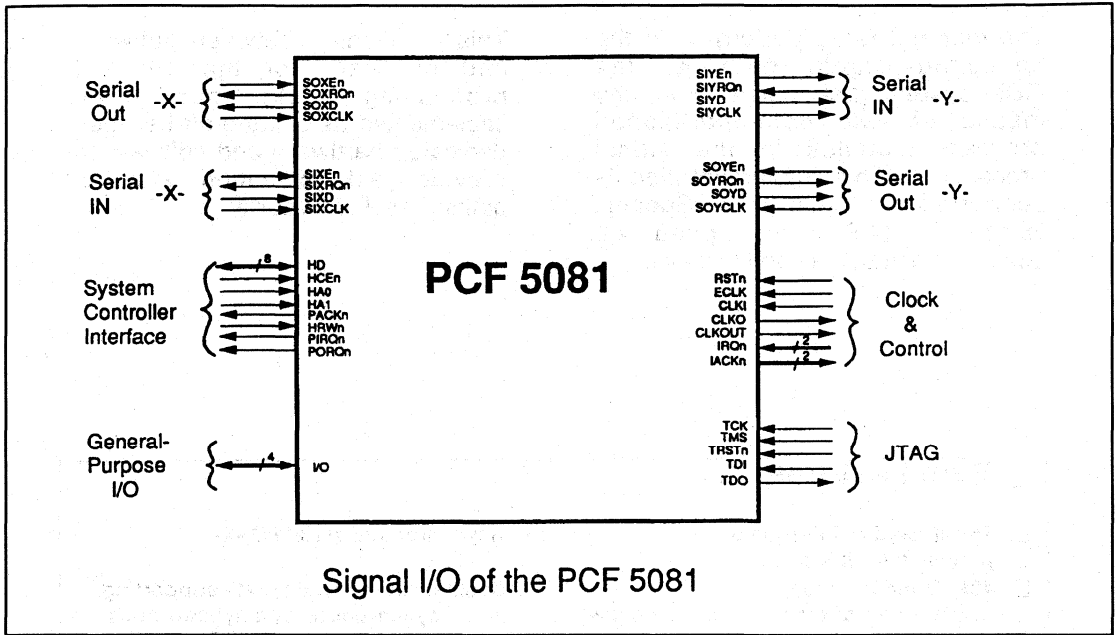 Serial Out -X-
SOXEn
SOXRQn
SOXD
SOXCLK
Serial IN -X-
SIXEn
SIXRQn
SIXD
SIXCLK
System Controller Interface
8
HD
HCEn
HA0
HA1
PACKn
HRWn
PIRQn
PORQn
General-Purpose I/O
4
I/O
PCF 5081
SIYEn
SIYRQn
SIYD
SIYCLK
Serial IN -Y-
SOYEn
SOYRQn
SOYD
SOYCLK
Serial Out -Y-
RSTn
ECLK
CLKI
CLKO
CLKOUT
IRQn
2
IACKn
2
Clock & Control
TCK
TMS
TRSTn
TDI
TDO
JTAG
Signal I/O of the PCF 5081